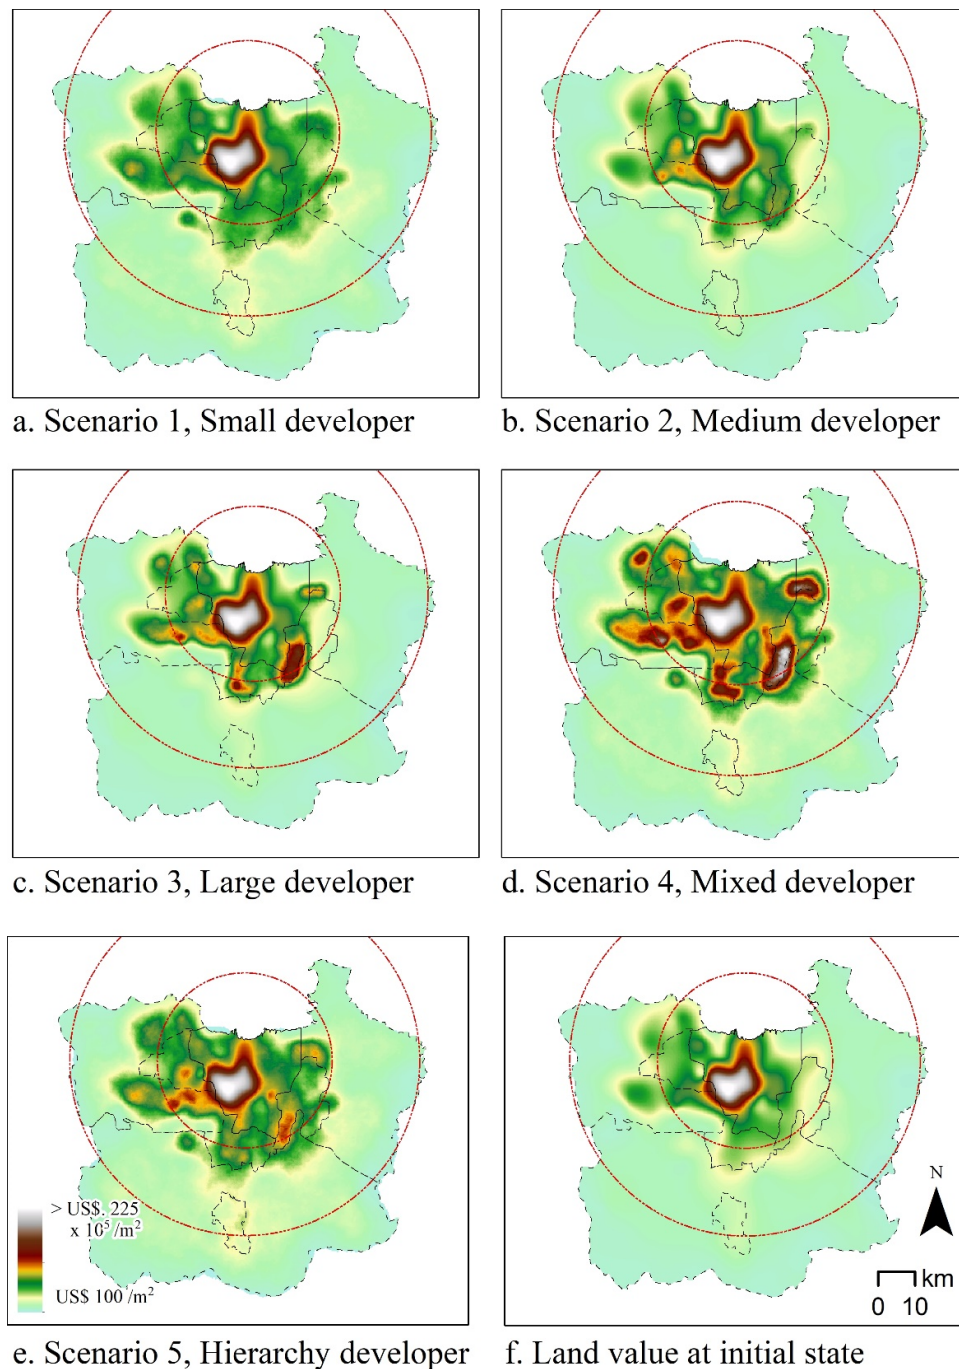 a. Scenario 1, Small developer
b. Scenario 2, Medium developer
c. Scenario 3, Large developer
d. Scenario 4, Mixed developer
> US$. 225
x 10⁵ /m²
US$ 100 /m²
N
km
0 10
e. Scenario 5, Hierarchy developer
f. Land value at initial state